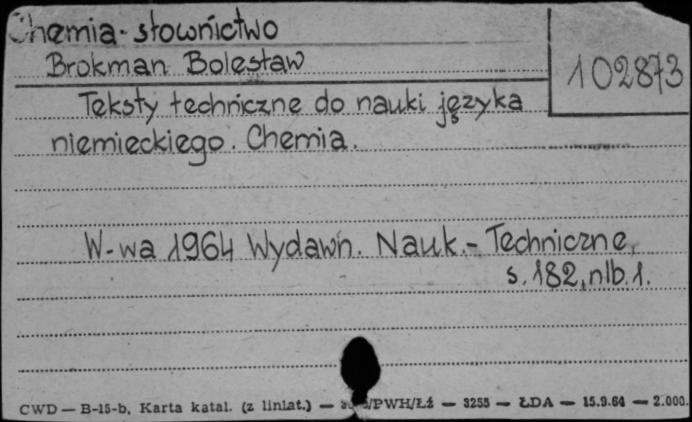 Chemia - słownictwo
Brokman Bolesław
102873
Teksty techniczne do nauki języka
niemieckiego. Chemia.
W-wa 1964 Wydawn. Nauk.- Techniczne,
s. 182, nlb. 1.
CWD — B-15-b, Karta katal. (z liniat.) — /PWH/Łź — 3255 — ŁDA — 15.9.64 — 2.000.